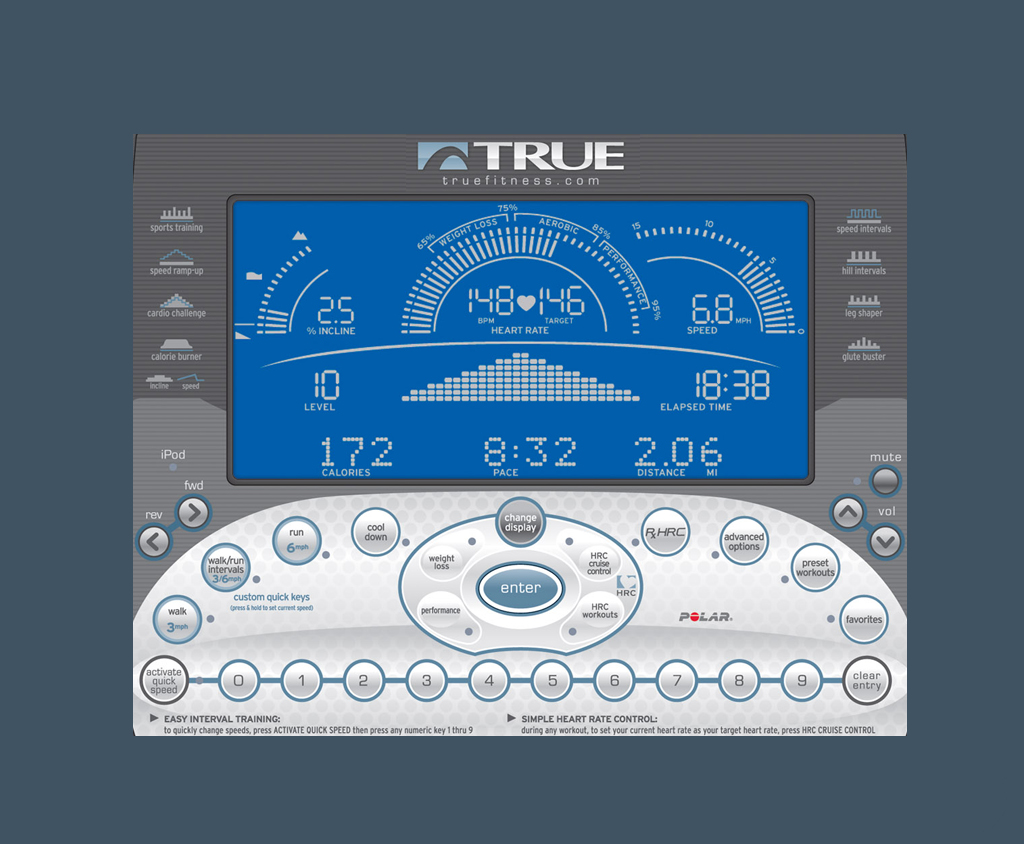 TRUE
truefitness.com
sports training
speed ramp-up
cardio challenge
calorie burner
incline speed
speed intervals
hill intervals
leg shaper
glute buster
65% WEIGHT LOSS 75% AEROBIC 85% PERFORMANCE 95%
15 10 5 0
2.5
% INCLINE
148 146
BPM TARGET
HEART RATE
6.8 MPH
SPEED
10
LEVEL
18:38
ELAPSED TIME
172
CALORIES
8:32
PACE
2.06
DISTANCE MI
iPod
fwd
rev
mute
vol
walk
3mph
walk/run
intervals
3/6mph
run
6mph
cool
down
custom quick keys
(press & hold to set current speed)
change
display
weight
loss
HRC
cruise
control
enter
performance
HRC
workouts
HRC
RxHRC
advanced
options
preset
workouts
favorites
POLAR
activate
quick
speed
0 1 2 3 4 5 6 7 8 9
clear
entry
EASY INTERVAL TRAINING:
to quickly change speeds, press ACTIVATE QUICK SPEED then press any numeric key 1 thru 9
SIMPLE HEART RATE CONTROL:
during any workout, to set your current heart rate as your target heart rate, press HRC CRUISE CONTROL